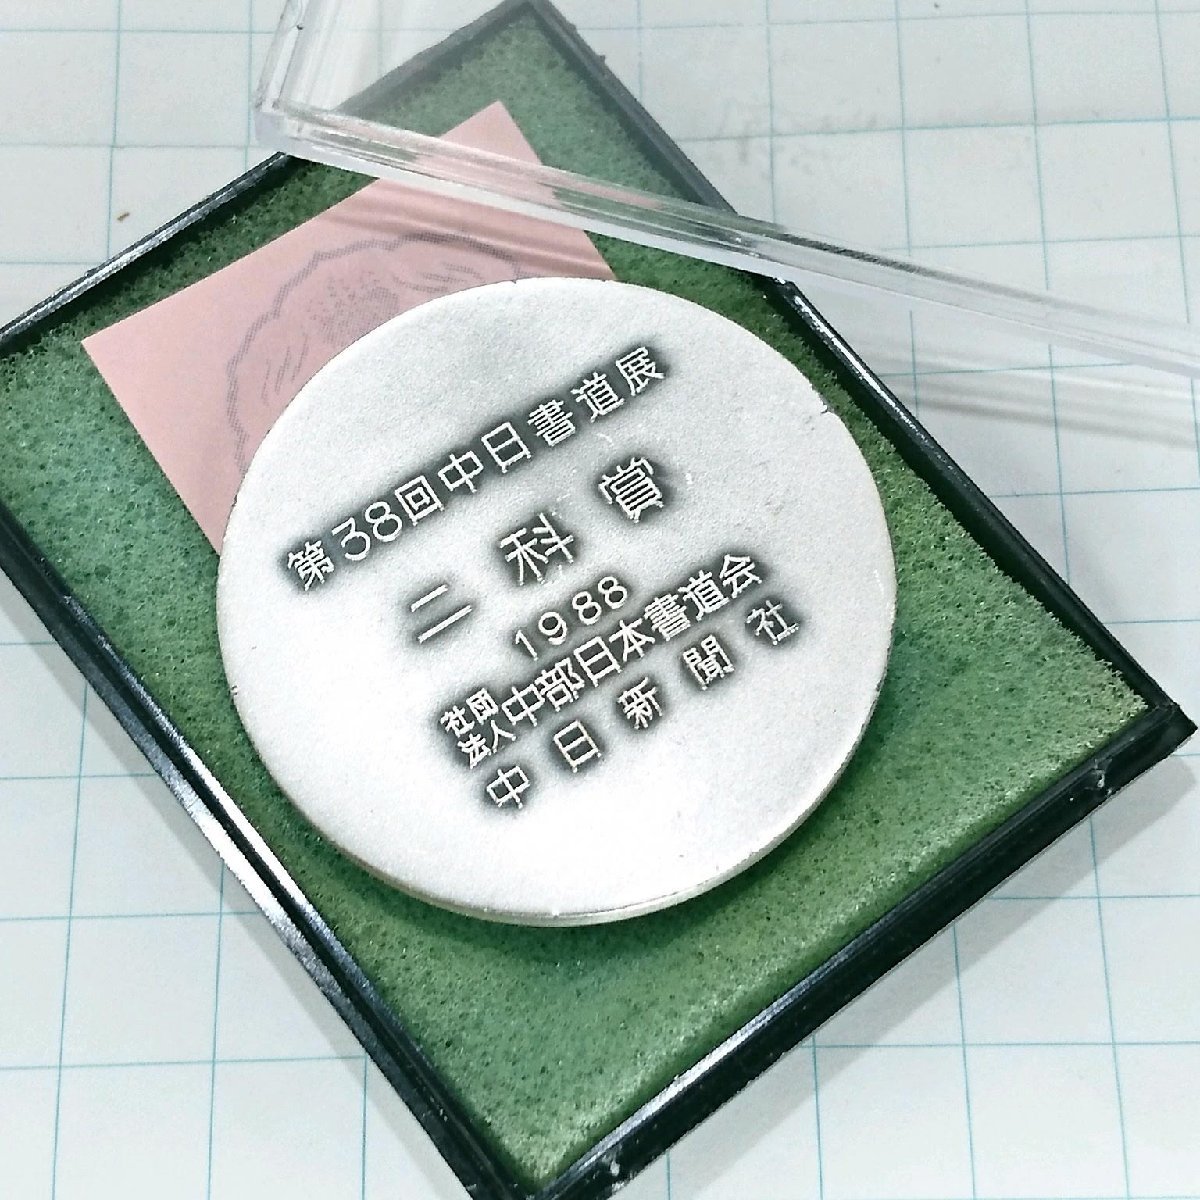 第38回中日書道展
二科賞
1988
社団法人中部日本書道会
中日新聞社